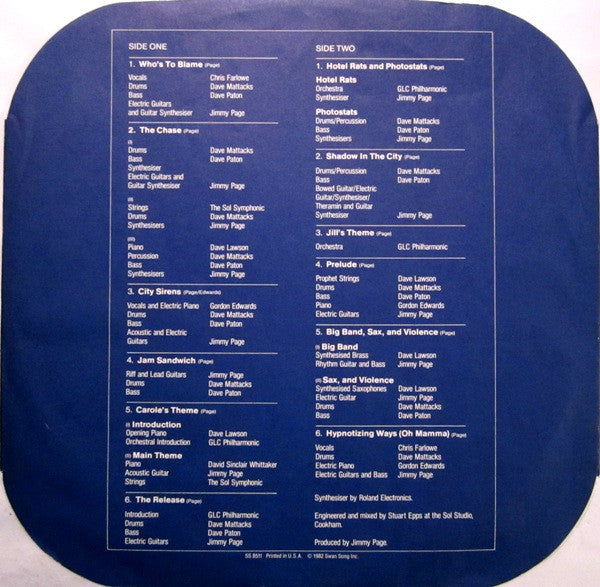 SIDE ONE
1. Who's To Blame (Page)
Vocals Chris Farlowe
Drums Dave Mattacks
Bass Dave Paton
Electric Guitars
and Guitar Synthesiser Jimmy Page
2. The Chase (Page)
(i)
Drums Dave Mattacks
Bass Dave Paton
Synthesiser
Electric Guitars and
Guitar Synthesiser Jimmy Page
(ii)
Strings The Sol Symphonic
Drums Dave Mattacks
Synthesisers Jimmy Page
(iii)
Piano Dave Lawson
Percussion Dave Mattacks
Bass Dave Paton
Synthesisers Jimmy Page
3. City Sirens (Page/Edwards)
Vocals and Electric Piano Gordon Edwards
Drums Dave Mattacks
Bass Dave Paton
Acoustic and Electric
Guitars Jimmy Page
4. Jam Sandwich (Page)
Riff and Lead Guitars Jimmy Page
Drums Dave Mattacks
Bass Dave Paton
5. Carole's Theme (Page)
(i) Introduction
Opening Piano Dave Lawson
Orchestral Introduction GLC Philharmonic
(ii) Main Theme
Piano David Sinclair Whittaker
Acoustic Guitar Jimmy Page
Strings The Sol Symphonic
6. The Release (Page)
Introduction GLC Philharmonic
Drums Dave Mattacks
Bass Dave Paton
Electric Guitars Jimmy Page
SIDE TWO
1. Hotel Rats and Photostats (Page)
Hotel Rats
Orchestra GLC Philharmonic
Synthesiser Jimmy Page
Photostats
Drums/Percussion Dave Mattacks
Bass Dave Paton
Synthesisers Jimmy Page
2. Shadow In The City (Page)
Drums/Percussion Dave Mattacks
Bass Dave Paton
Bowed Guitar/Electric
Guitar/Synthesiser/
Theramin and Guitar
Synthesiser Jimmy Page
3. Jill's Theme (Page)
Orchestra GLC Philharmonic
4. Prelude (Page)
Prophet Strings Dave Lawson
Drums Dave Mattacks
Bass Dave Paton
Piano Gordon Edwards
Electric Guitars Jimmy Page
5. Big Band, Sax, and Violence (Page)
(i) Big Band
Synthesised Brass Dave Lawson
Rhythm Guitar and Bass Jimmy Page
(ii) Sax, and Violence
Synthesised Saxophones Dave Lawson
Electric Guitar Jimmy Page
Drums Dave Mattacks
Bass Dave Paton
6. Hypnotizing Ways (Oh Mamma) (Page)
Vocals Chris Farlowe
Drums Dave Mattacks
Electric Piano Gordon Edwards
Electric Guitars and Bass Jimmy Page
Synthesiser by Roland Electronics.
Engineered and mixed by Stuart Epps at the Sol Studio,
Cookham.
Produced by Jimmy Page.
SS 8511 Printed in U.S.A. © 1982 Swan Song Inc.